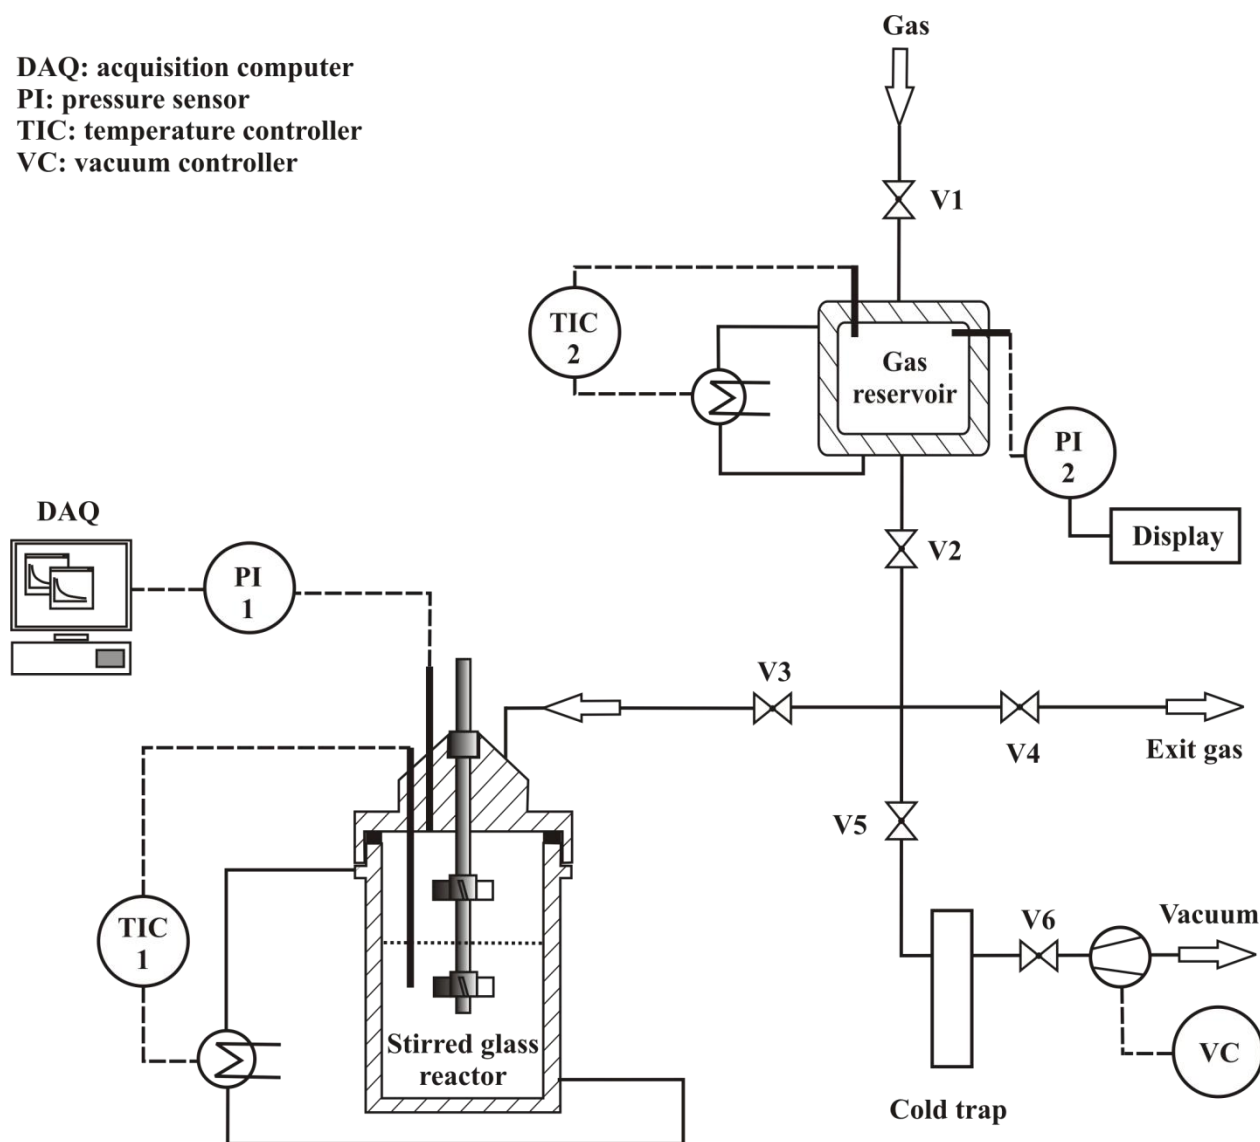 Gas
DAQ: acquisition computer
PI: pressure sensor
TIC: temperature controller
VC: vacuum controller
V1
TIC
2
Gas
reservoir
PI
2
Display
V2
DAQ
PI
1
V3
V4
Exit gas
V5
TIC
1
V6
Vacuum
VC
Stirred glass
reactor
Cold trap